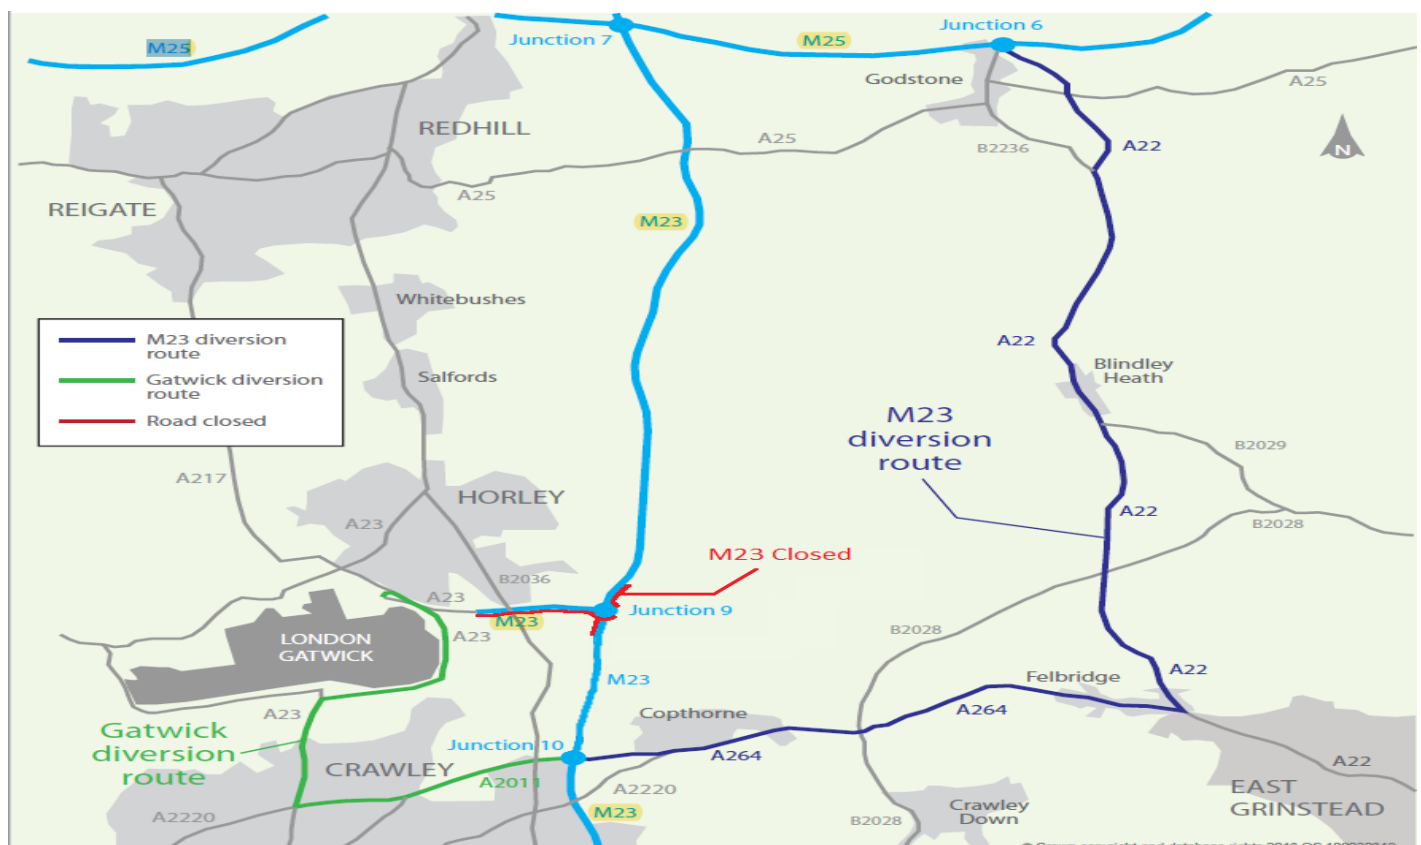 Junction 6
M25
M25
Junction 7
Godstone
A25
REDHILL
A25
A22
B2236
N
A25
REIGATE
M23
Whitebushes
M23 diversion
route
Gatwick diversion
route
Road closed
A22
Salfords
Blindley
Heath
M23
diversion
route
B2029
A217
HORLEY
A23
A22
B2028
M23 Closed
B2036
A23
Junction 9
M23
A23
B2028
LONDON
GATWICK
M23
Felbridge
A22
A23
Copthorne
A264
Gatwick
diversion
route
Junction 10
A264
CRAWLEY
A2011
A22
A2220
EAST
GRINSTEAD
Crawley
Down
M23
A2220
B2028